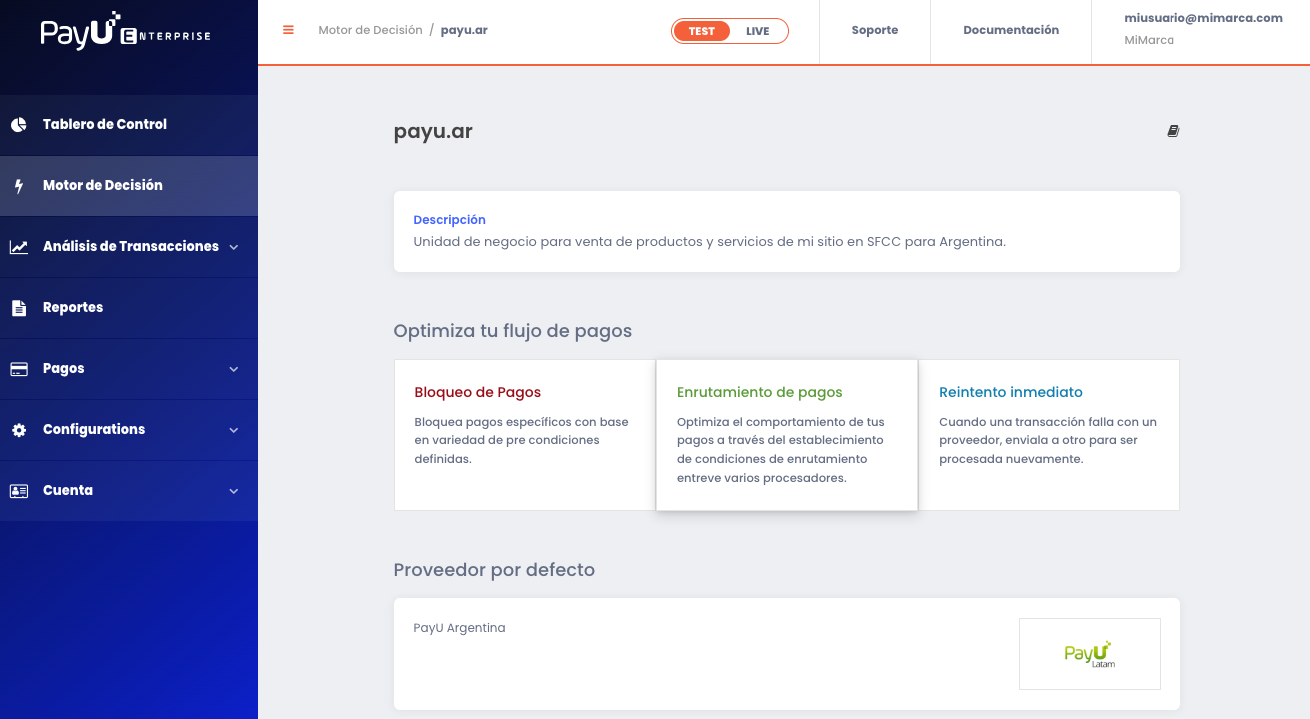 PayU ENTERPRISE
Tablero de Control
Motor de Decisión
Análisis de Transacciones
Reportes
Pagos
Configurations
Cuenta
Motor de Decisión / payu.ar
TEST LIVE
Soporte
Documentación
miusuario@mimarca.com
MiMarca
payu.ar
Descripción
Unidad de negocio para venta de productos y servicios de mi sitio en SFCC para Argentina.
Optimiza tu flujo de pagos
Bloqueo de Pagos
Bloquea pagos específicos con base
en variedad de pre condiciones
definidas.
Enrutamiento de pagos
Optimiza el comportamiento de tus
pagos a través del establecimiento
de condiciones de enrutamiento
entreve varios procesadores.
Reintento inmediato
Cuando una transacción falla con un
proveedor, enviala a otro para ser
procesada nuevamente.
Proveedor por defecto
PayU Argentina
PayU
Latam